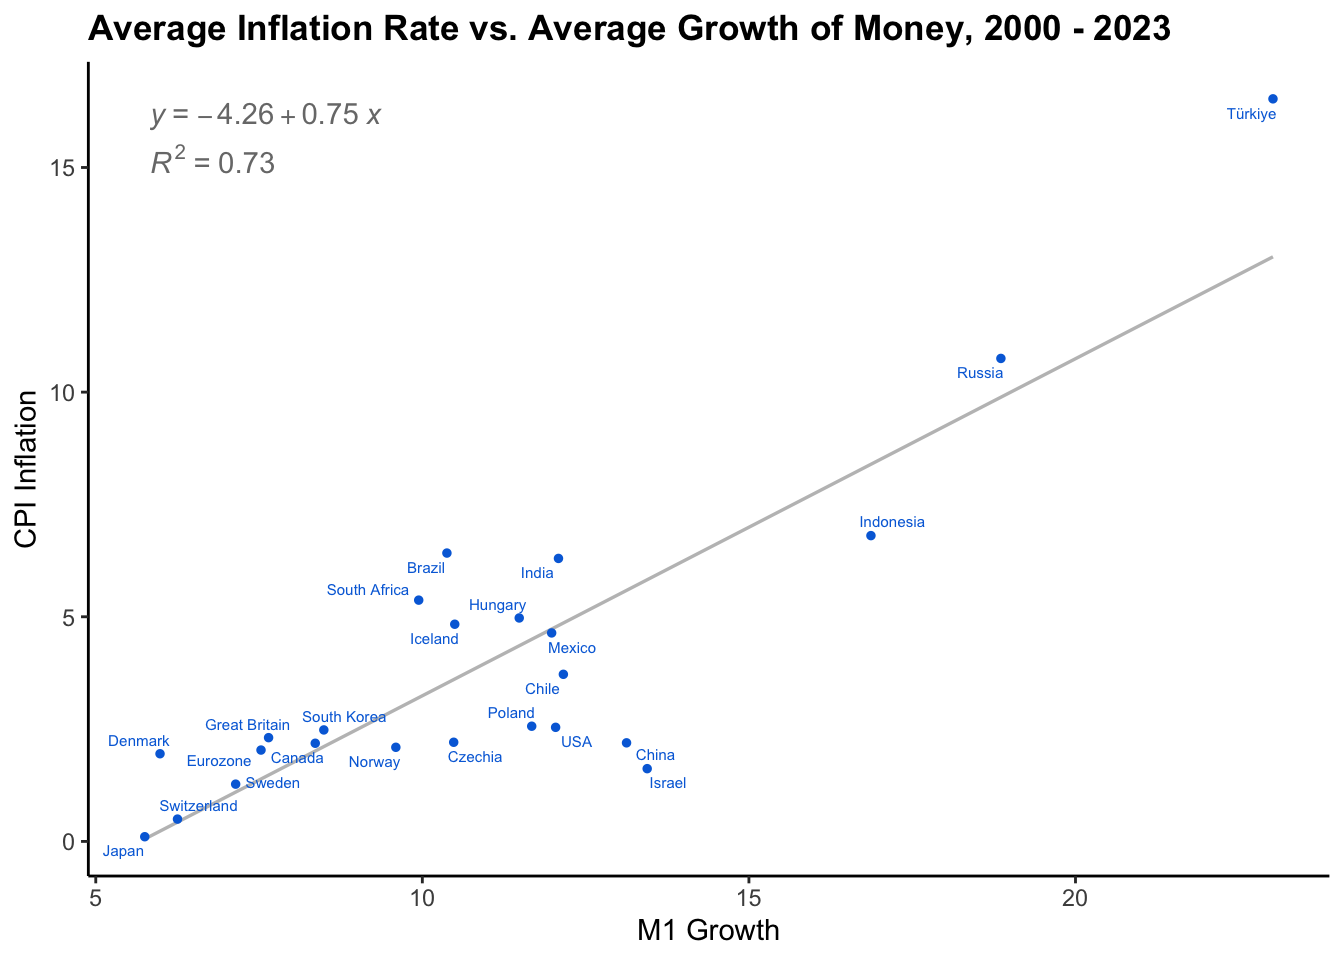 Average Inflation Rate vs. Average Growth of Money, 2000 - 2023
y = −4.26 + 0.75 x
R² = 0.73
Türkiye
15
Russia
10
CPI Inflation
Indonesia
Brazil
India
South Africa
Hungary
5
Iceland
Mexico
Chile
Poland
South Korea
Great Britain
Denmark
USA
China
Eurozone
Canada
Norway
Czechia
Sweden
Israel
Switzerland
0
Japan
5
10
15
20
M1 Growth